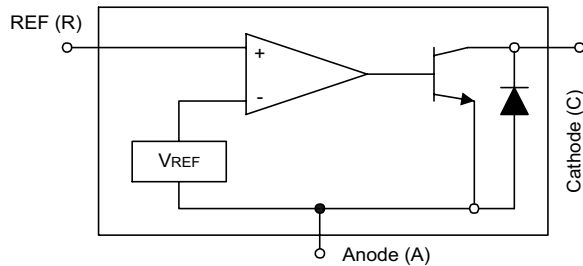 REF (R)
+
-
VREF
Cathode (C)
Anode (A)